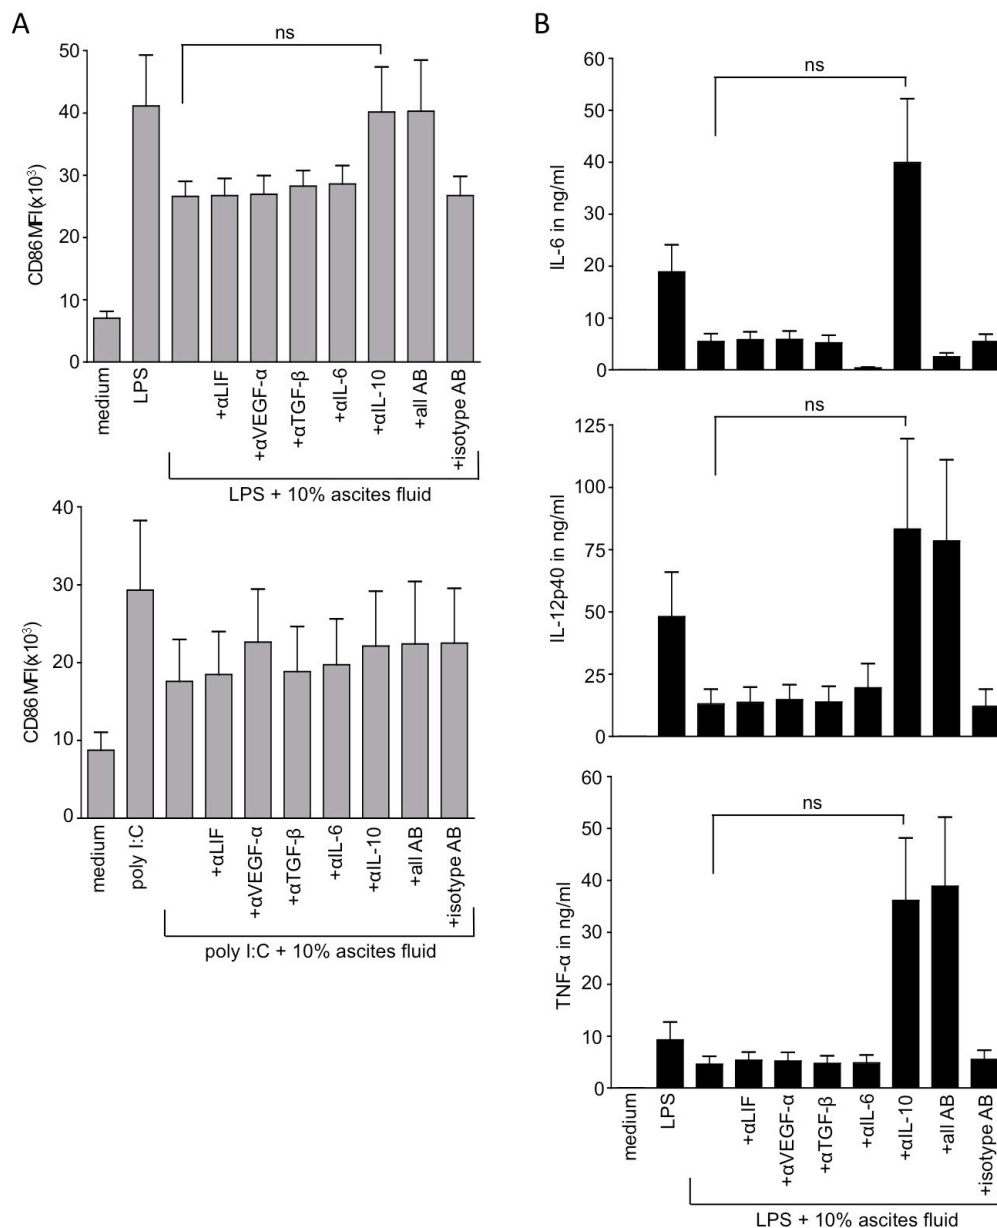 A
ns
CD86 MFI (x10³)
50
40
30
20
10
0
medium
LPS
+αLIF
+αVEGF-α
+αTGF-β
+αIL-6
+αIL-10
+all AB
+isotype AB
LPS + 10% ascites fluid
CD86 MFI (x10³)
40
30
20
10
0
medium
poly I:C
+αLIF
+αVEGF-α
+αTGF-β
+αIL-6
+αIL-10
+all AB
+isotype AB
poly I:C + 10% ascites fluid
B
ns
IL-6 in ng/ml
60
50
40
30
20
10
0
ns
IL-12p40 in ng/ml
125
100
75
50
25
0
ns
TNF-α in ng/ml
60
50
40
30
20
10
0
medium
LPS
+αLIF
+αVEGF-α
+αTGF-β
+αIL-6
+αIL-10
+all AB
+isotype AB
LPS + 10% ascites fluid